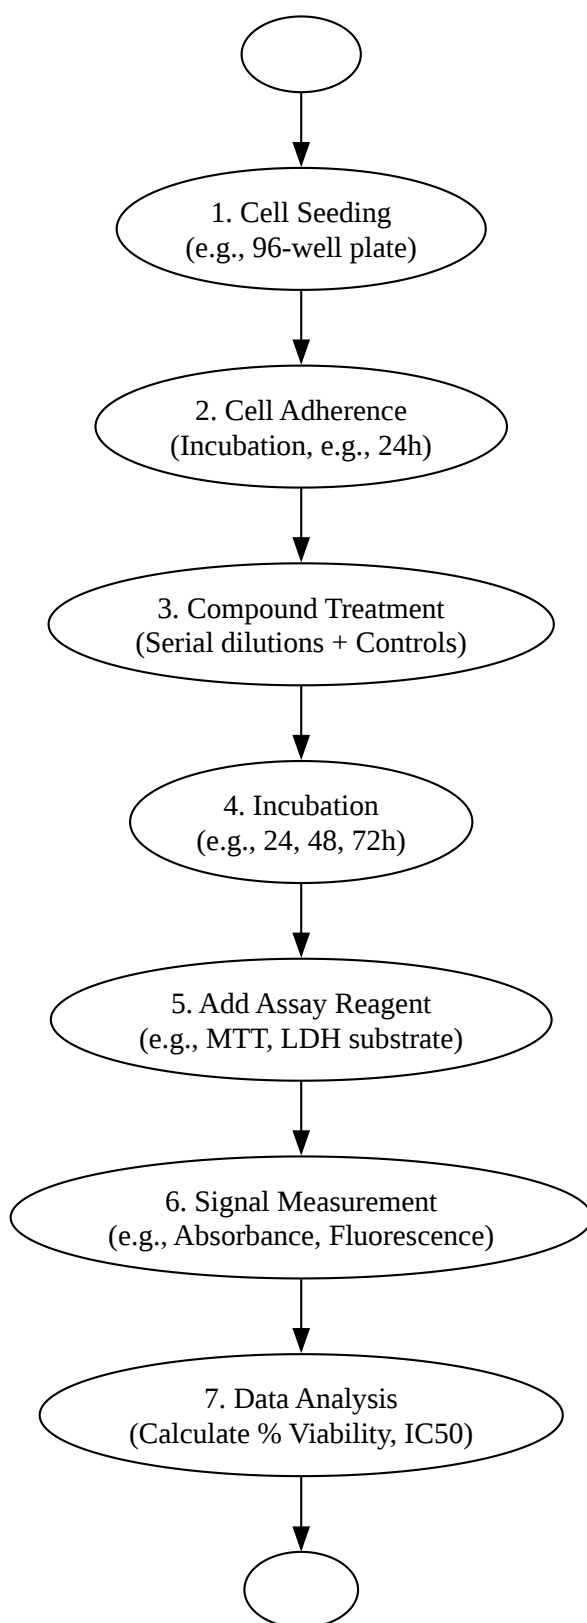 1. Cell Seeding
(e.g., 96-well plate)
2. Cell Adherence
(Incubation, e.g., 24h)
3. Compound Treatment
(Serial dilutions + Controls)
4. Incubation
(e.g., 24, 48, 72h)
5. Add Assay Reagent
(e.g., MTT, LDH substrate)
6. Signal Measurement
(e.g., Absorbance, Fluorescence)
7. Data Analysis
(Calculate % Viability, IC50)